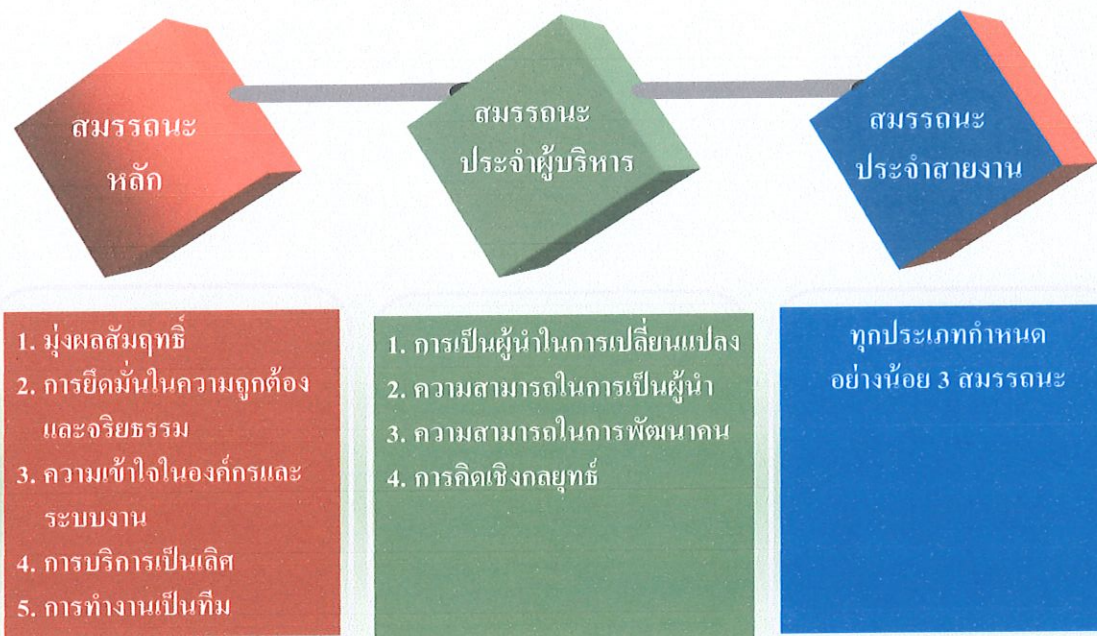 สมรรถนะ
หลัก
สมรรถนะ
ประจำผู้บริหาร
สมรรถนะ
ประจำสายงาน
1. มุ่งผลสัมฤทธิ์
2. การยึดมั่นในความถูกต้อง
และจริยธรรม
3. ความเข้าใจในองค์กรและ
ระบบงาน
4. การบริการเป็นเลิศ
5. การทำงานเป็นทีม
1. การเป็นผู้นำในการเปลี่ยนแปลง
2. ความสามารถในการเป็นผู้นำ
3. ความสามารถในการพัฒนาคน
4. การคิดเชิงกลยุทธ์
ทุกประเภทกำหนด
อย่างน้อย 3 สมรรถนะ